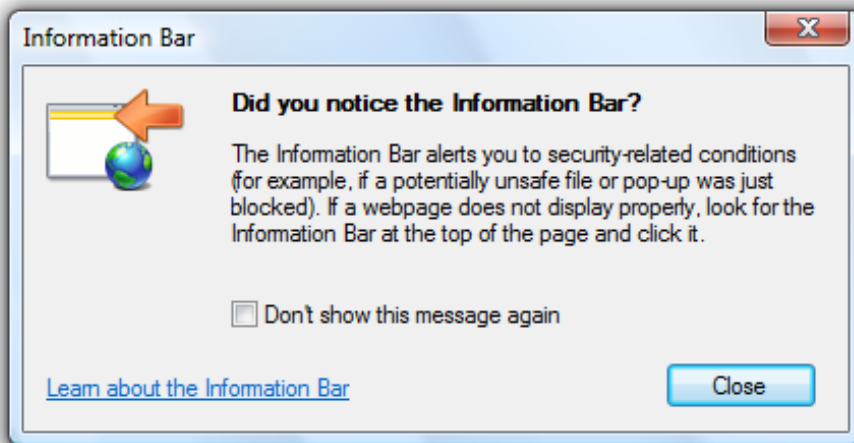 Information Bar
Did you notice the Information Bar?
The Information Bar alerts you to security-related conditions
(for example, if a potentially unsafe file or pop-up was just
blocked). If a webpage does not display properly, look for the
Information Bar at the top of the page and click it.
Don't show this message again
Learn about the Information Bar
Close